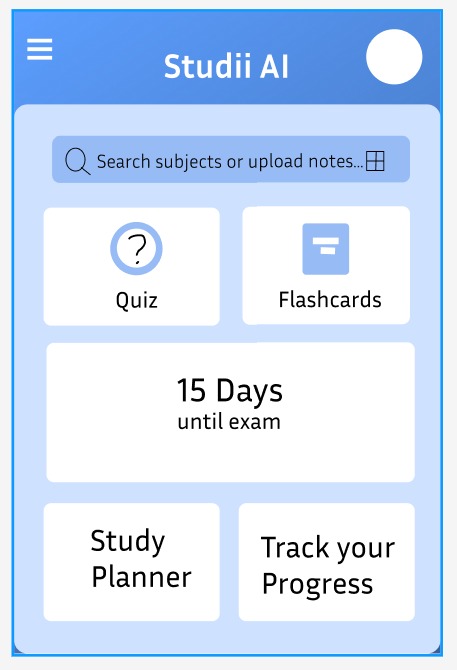 Studii AI
Search subjects or upload notes...
?
Quiz
Flashcards
15 Days
until exam
Study
Planner
Track your
Progress